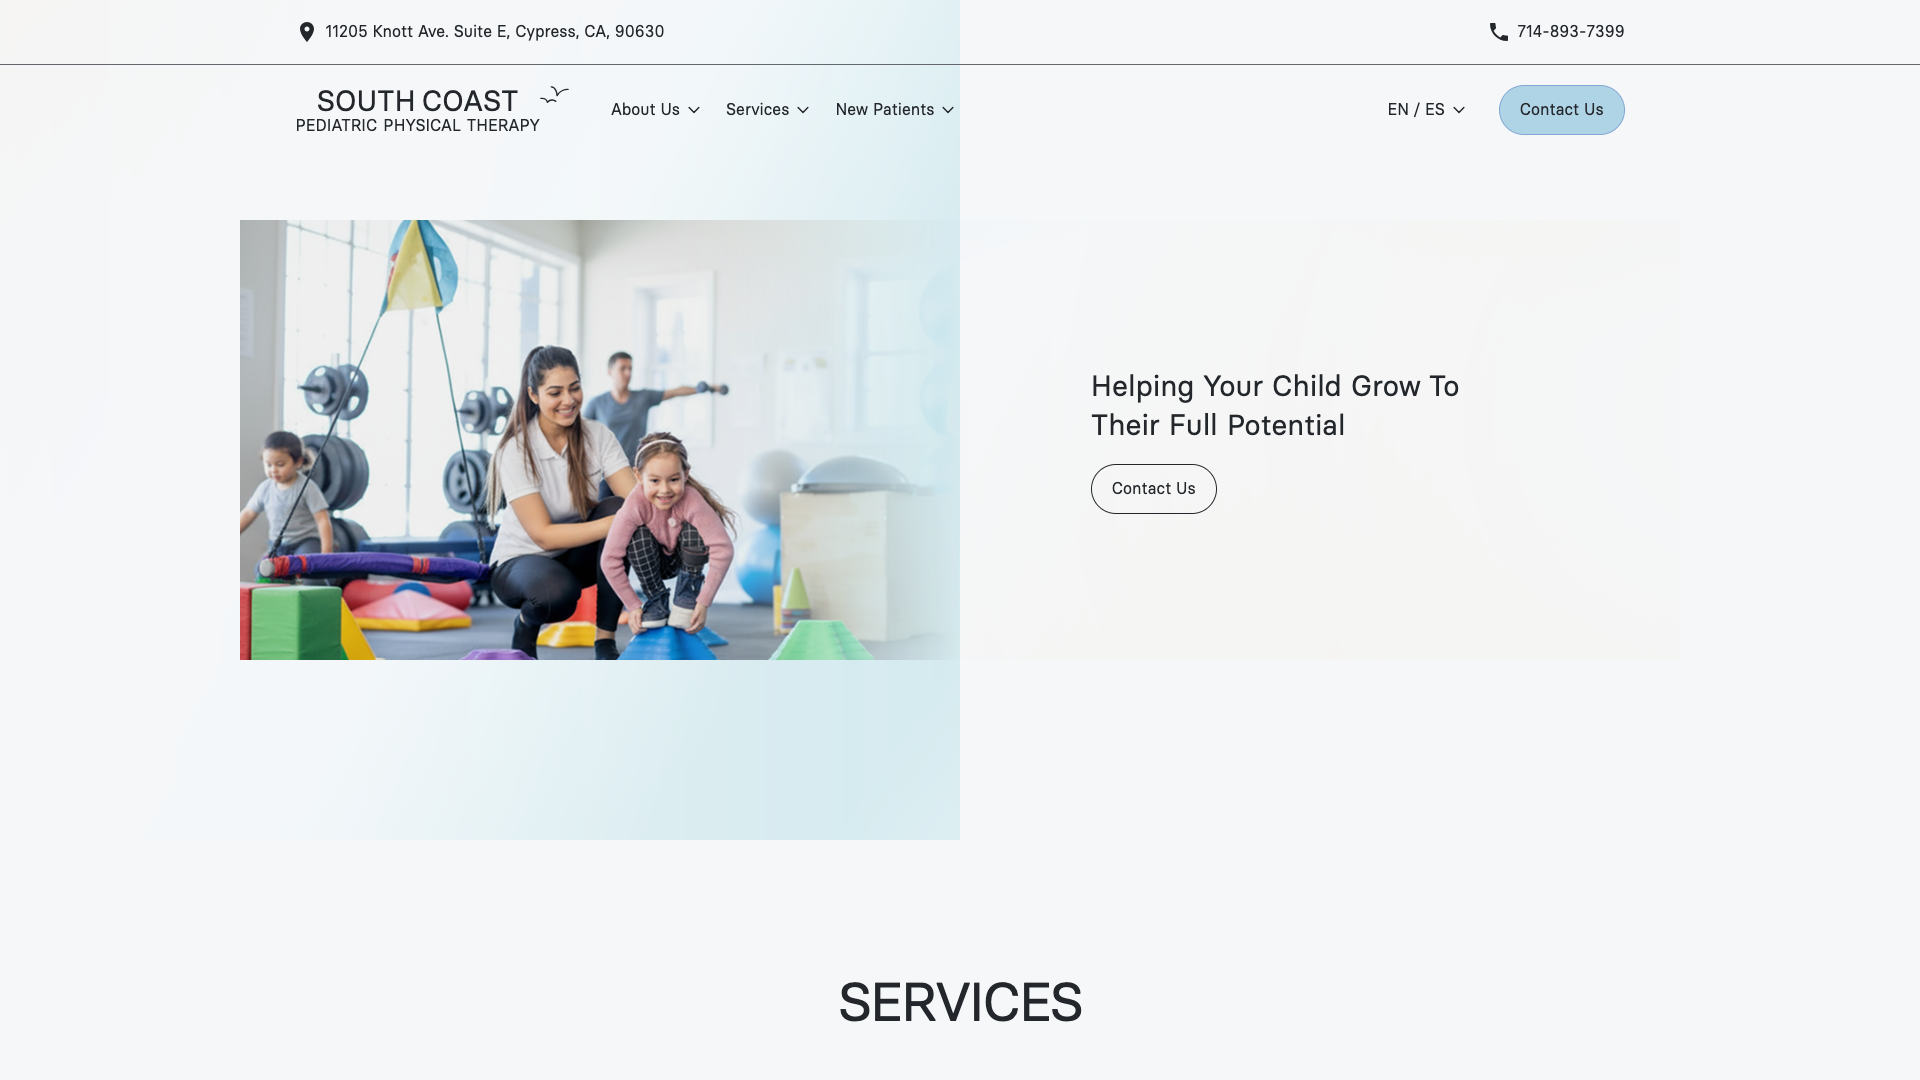 11205 Knott Ave. Suite E, Cypress, CA, 90630
714-893-7399
SOUTH COAST
PEDIATRIC PHYSICAL THERAPY
About Us
Services
New Patients
EN / ES
Contact Us
Helping Your Child Grow To
Their Full Potential
Contact Us
SERVICES